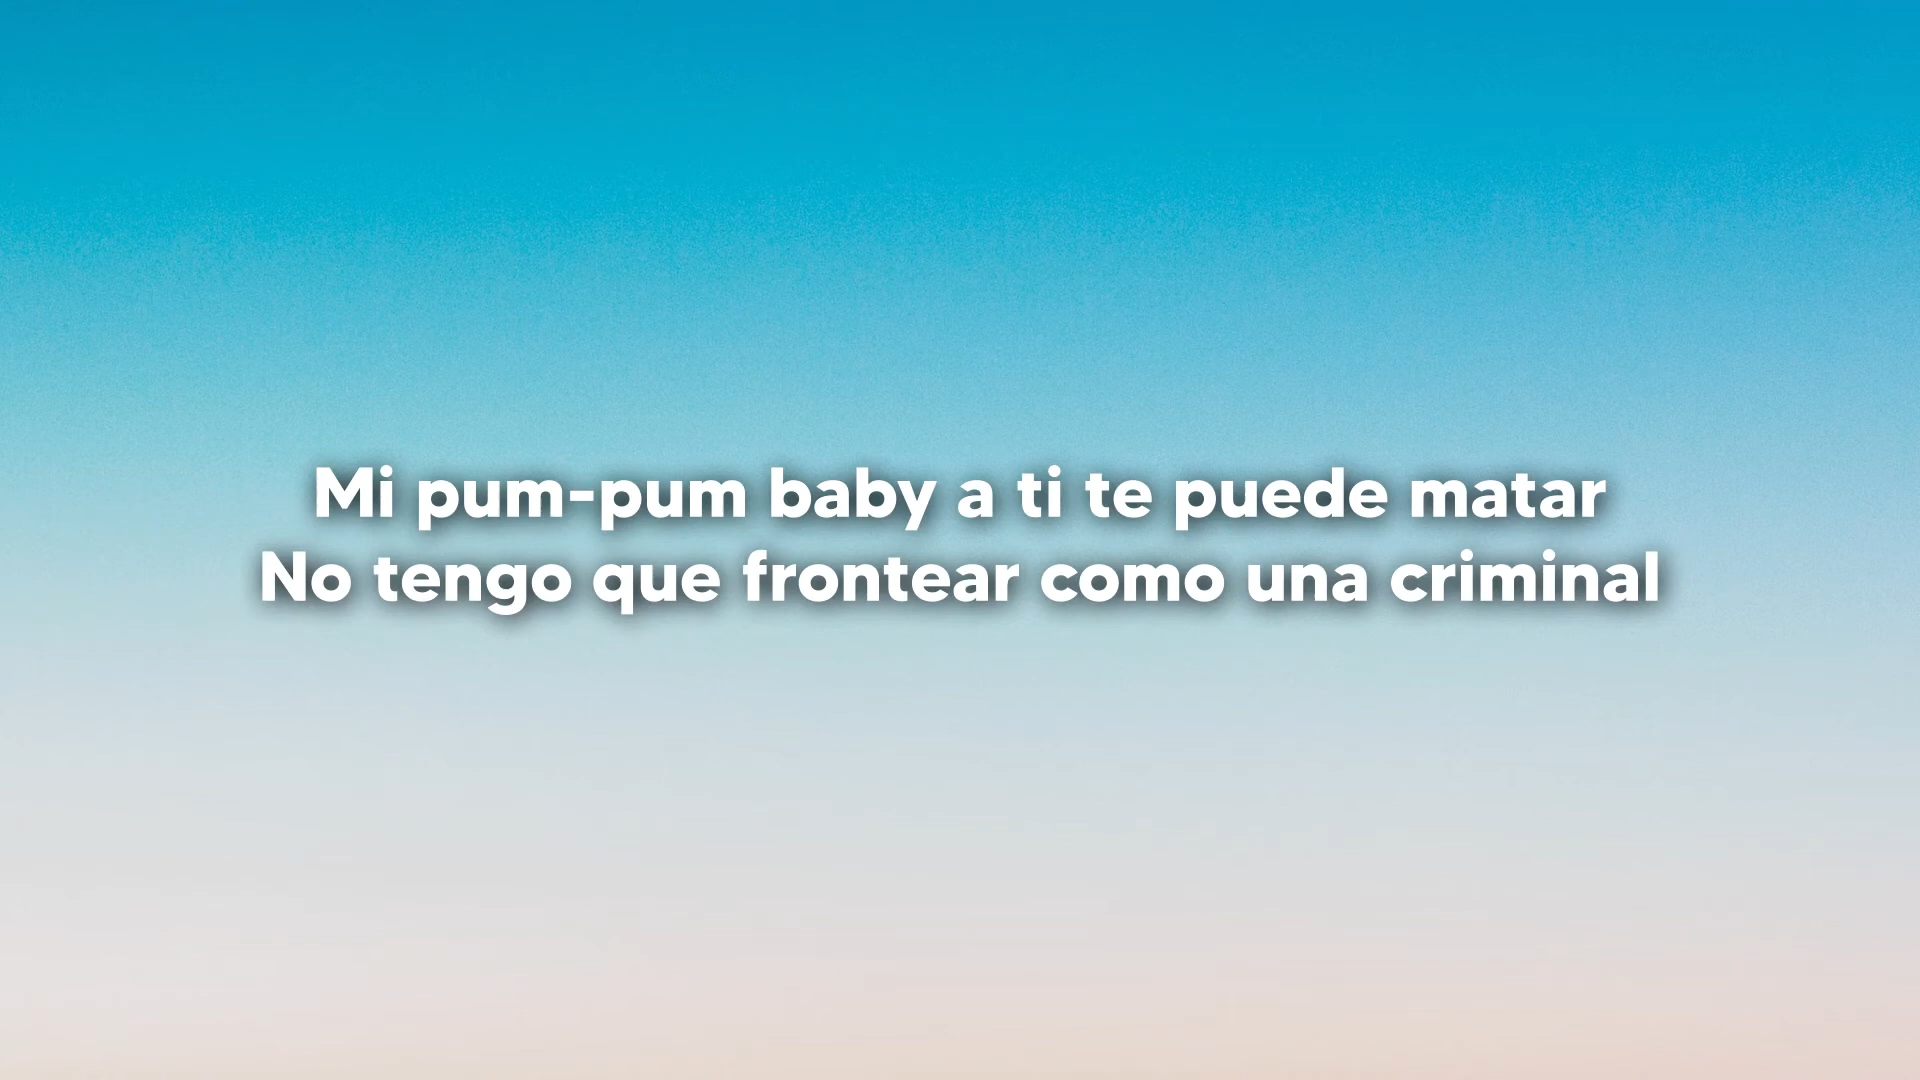 Mi pum-pum baby a ti te puede matar
No tengo que frontear como una criminal